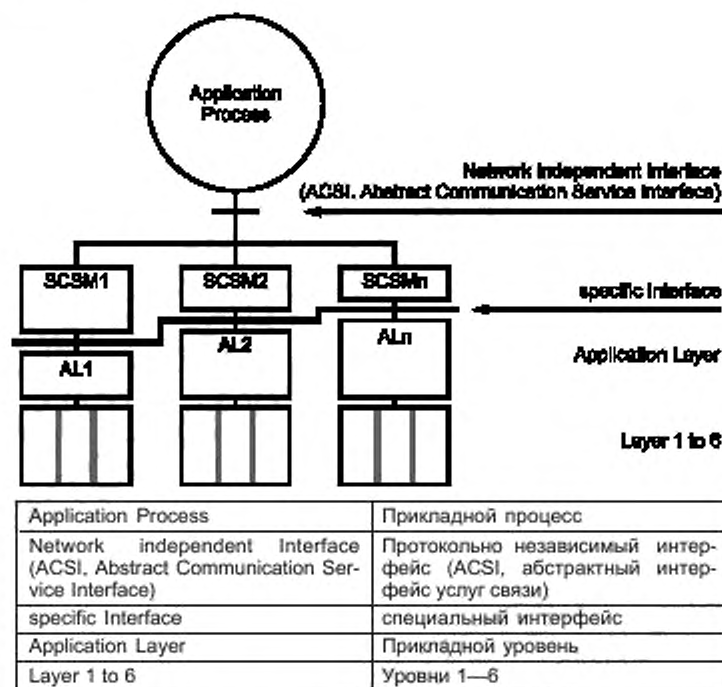 Application
Process
Network Independent Interface
(ACSI. Abstract Communication Service Interface)
SCSM1
SCSM2
SCSMn
specific Interface
AL1
AL2
ALn
Application Layer
Layer 1 to 6
Application Process
Прикладной процесс
Network independent Interface
(ACSI, Abstract Communication Ser-
vice Interface)
Протокольно независимый интер-
фейс (ACSI, абстрактный интер-
фейс услуг связи)
specific Interface
специальный интерфейс
Application Layer
Прикладной уровень
Layer 1 to 6
Уровни 1—6